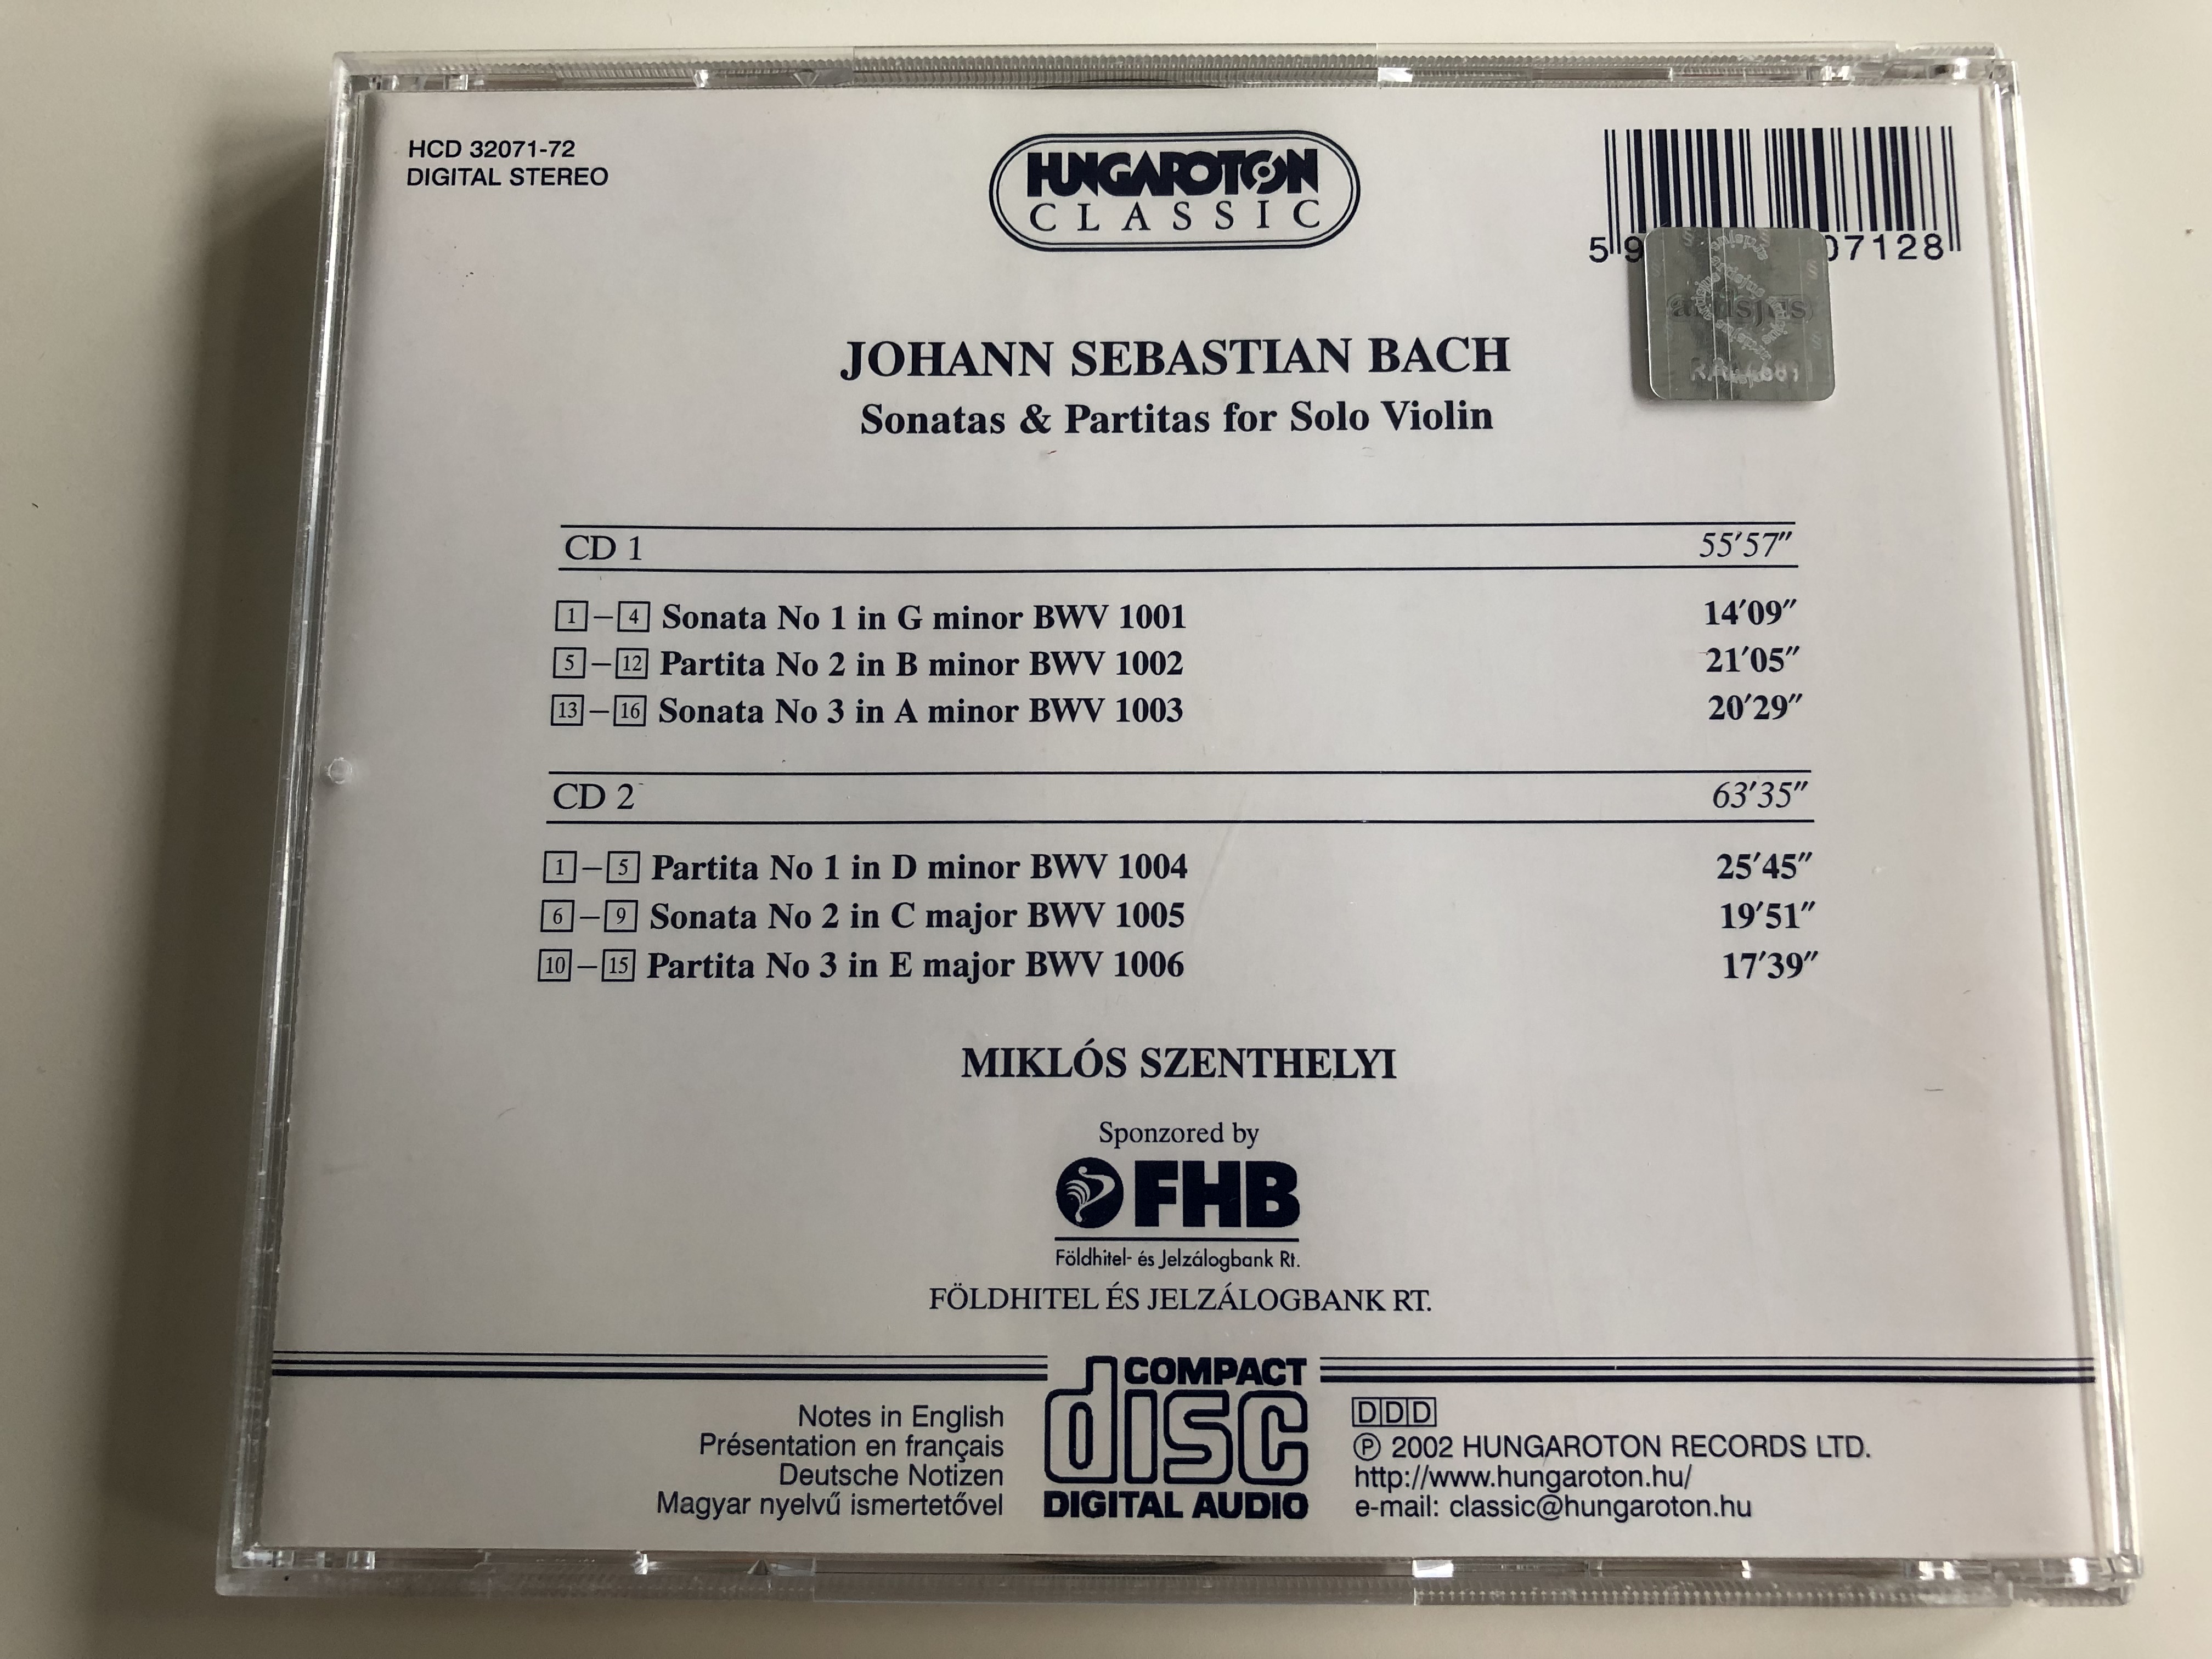 HCD 32071-72
DIGITAL STEREO
HUNGAROTON
CLASSIC
5 9 07128
JOHANN SEBASTIAN BACH
Sonatas & Partitas for Solo Violin
CD 1 55′57″
1–4 Sonata No 1 in G minor BWV 1001 14′09″
5–12 Partita No 2 in B minor BWV 1002 21′05″
13–16 Sonata No 3 in A minor BWV 1003 20′29″
CD 2 63′35″
1–5 Partita No 1 in D minor BWV 1004 25′45″
6–9 Sonata No 2 in C major BWV 1005 19′51″
10–15 Partita No 3 in E major BWV 1006 17′39″
MIKLÓS SZENTHELYI
Sponzored by
FHB
Földhitel- és Jelzálogbank Rt.
FÖLDHITEL ÉS JELZÁLOGBANK RT.
Notes in English
Présentation en français
Deutsche Notizen
Magyar nyelvű ismertetővel
COMPACT
disc
DIGITAL AUDIO
DDD
℗ 2002 HUNGAROTON RECORDS LTD.
http://www.hungaroton.hu/
e-mail: classic@hungaroton.hu